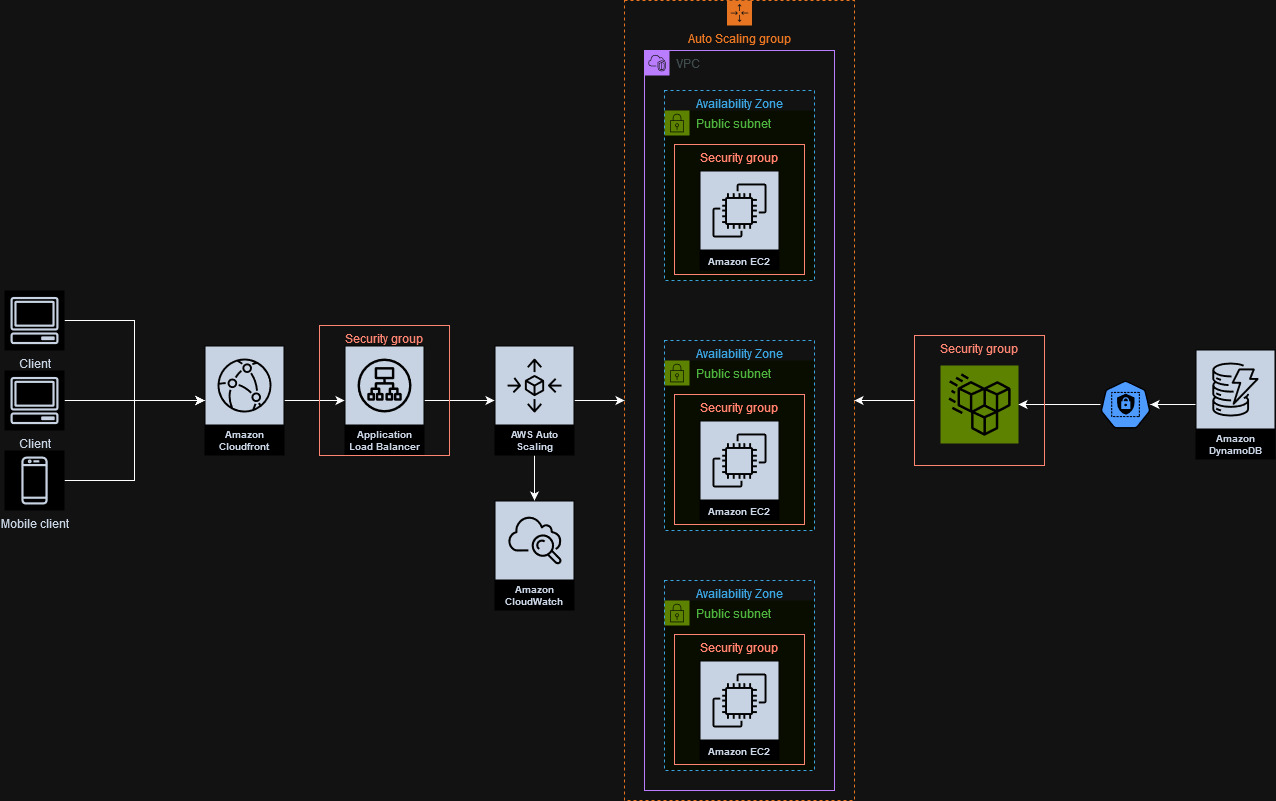 Auto Scaling group
VPC
Availability Zone
Public subnet
Security group
Amazon EC2
Availability Zone
Public subnet
Security group
Amazon EC2
Availability Zone
Public subnet
Security group
Amazon EC2
Client
Client
Mobile client
Amazon
Cloudfront
Security group
Application
Load Balancer
AWS Auto
Scaling
Amazon
CloudWatch
Security group
Amazon
DynamoDB